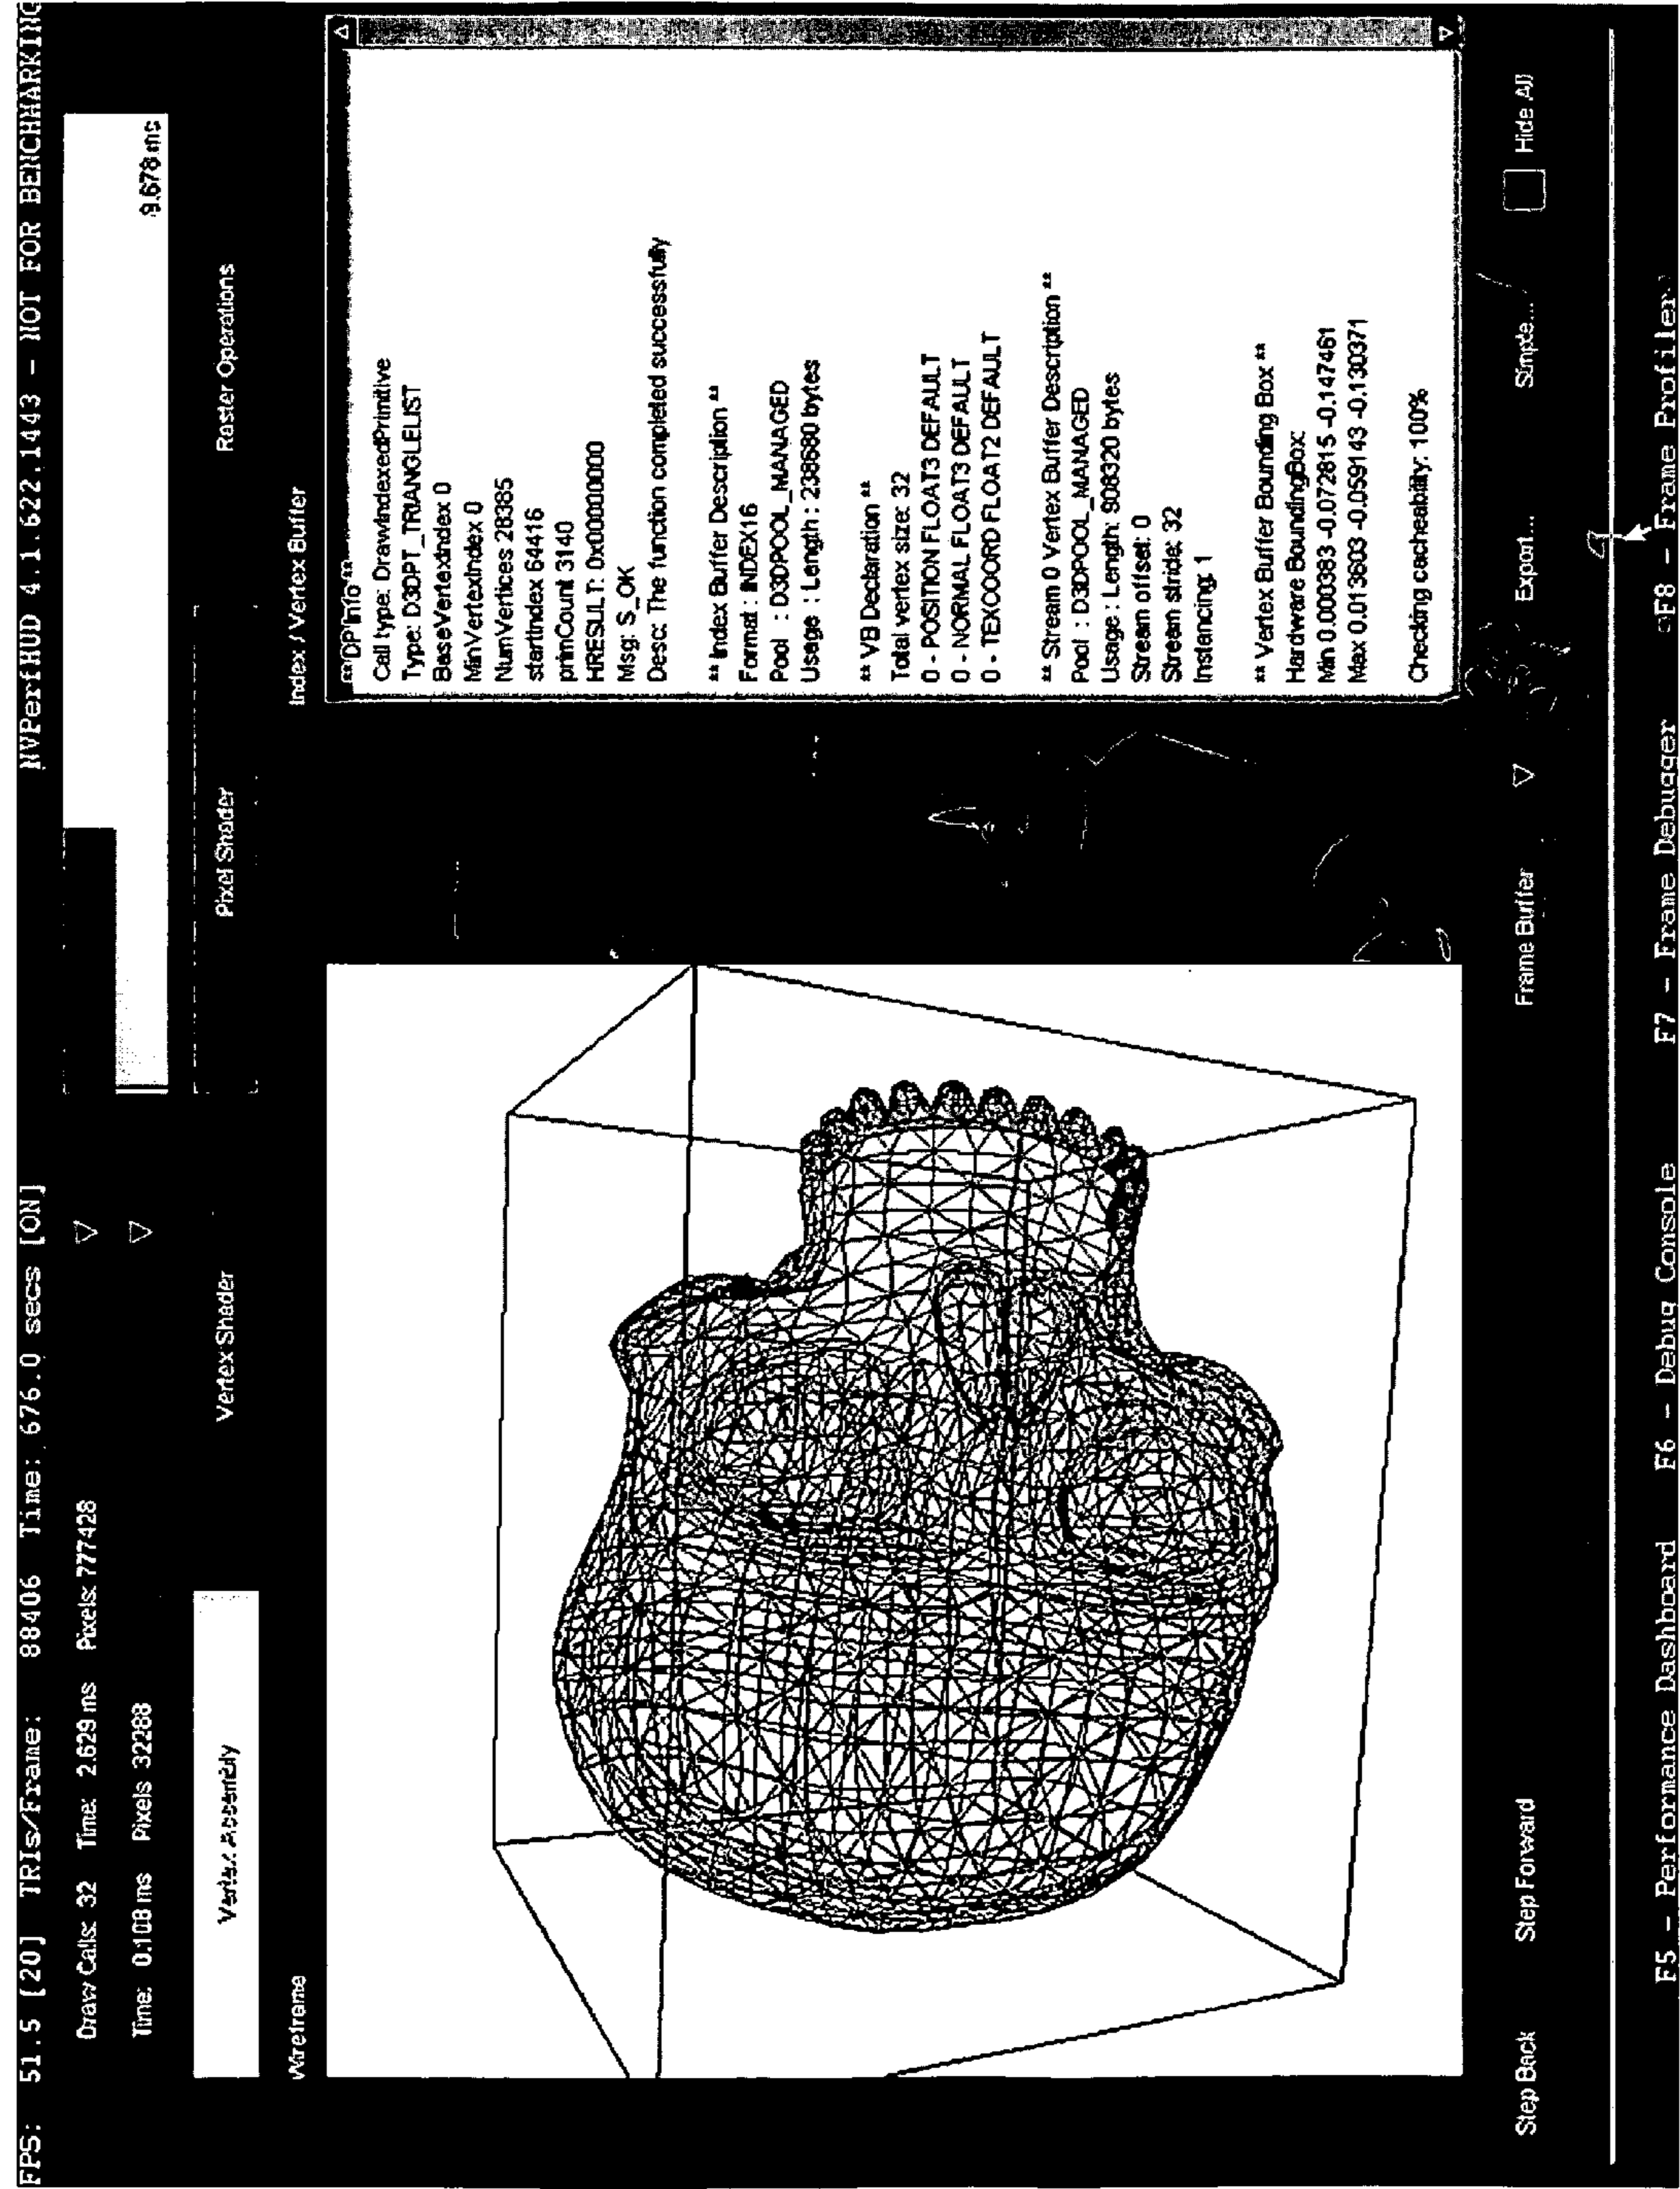 FPS: 51.5 [20] TRIs/Frame: 88406 Time: 676.0 secs [ON] NVPerfHUD 4.1.622.1443 - NOT FOR BENCHMARKING
Draw Calls: 32 Time: 2.629 ms Pixels: 777428
Time: 0.108 ms Pixels 32288 9.678 ms
Vertex Assembly Vertex Shader Pixel Shader Raster Operations
Wireframe Index / Vertex Buffer
** DP Info **
Call type: DrawIndexedPrimitive
Type: D3DPT_TRIANGLELIST
BaseVertexIndex 0
MinVertexIndex 0
NumVertices 28385
startIndex 64416
primCount 3140
HRESULT: 0x00000000
Msg: S_OK
Desc: The function completed successfully
** Index Buffer Description **
Format : INDEX16
Pool : D3DPOOL_MANAGED
Usage : Length : 238680 bytes
** VB Declaration **
Total vertex size: 32
0 - POSITION FLOAT3 DEFAULT
0 - NORMAL FLOAT3 DEFAULT
0 - TEXCOORD FLOAT2 DEFAULT
** Stream 0 Vertex Buffer Description **
Pool : D3DPOOL_MANAGED
Usage : Length: 908320 bytes
Stream offset: 0
Stream stride: 32
Instancing: 1
** Vertex Buffer Bounding Box **
Hardware BoundingBox:
Min 0.000383 -0.072815 -0.147461
Max 0.013603 -0.059143 -0.130371
Checking cacheability: 100%
Step Back Step Forward Frame Buffer Export... Simple... Hide All
F5 - Performance Dashboard F6 - Debug Console F7 - Frame Debugger F8 - Frame Profiler